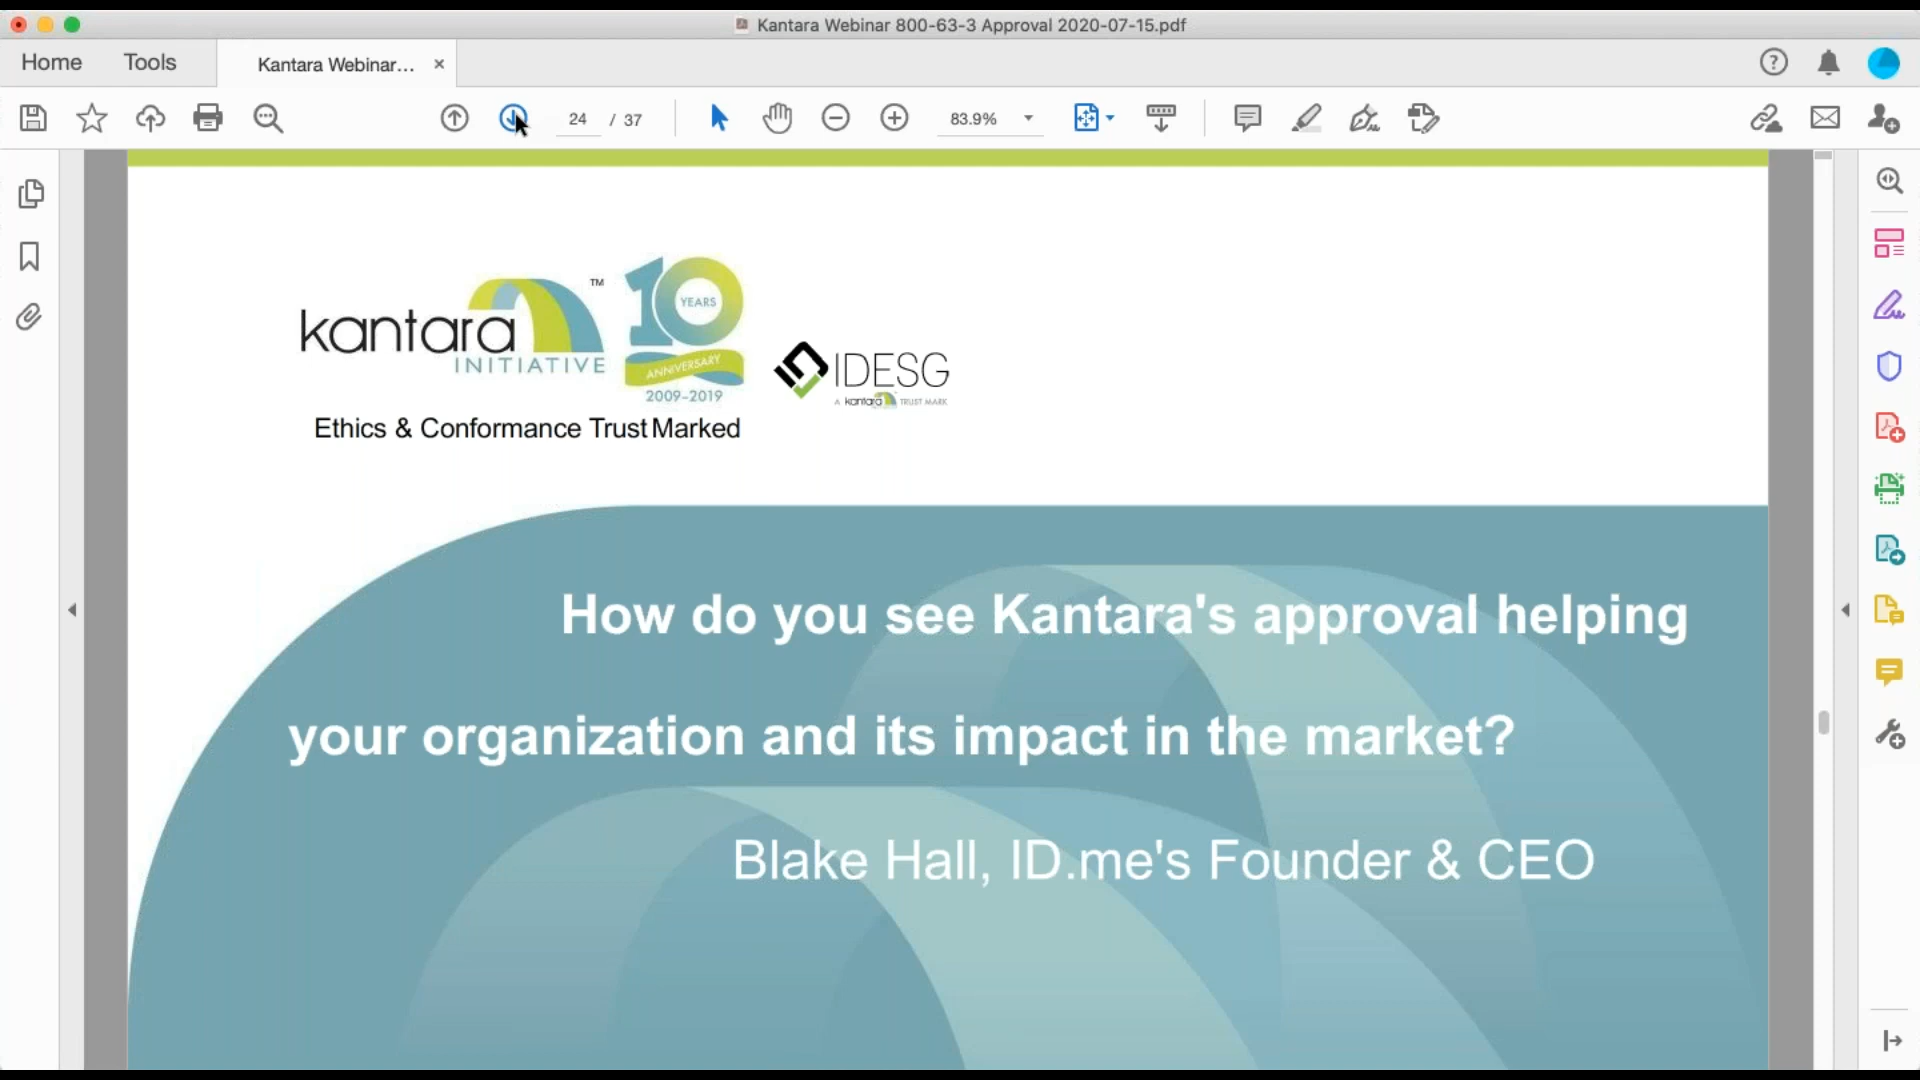 Kantara Webinar 800-63-3 Approval 2020-07-15.pdf
Home
Tools
Kantara Webinar...
24 / 37
83.9%
kantara
TM
INITIATIVE
10
YEARS
ANNIVERSARY
2009-2019
IDESG
A kantara TRUST MARK
Ethics & Conformance Trust Marked
How do you see Kantara's approval helping
your organization and its impact in the market?
Blake Hall, ID.me's Founder & CEO